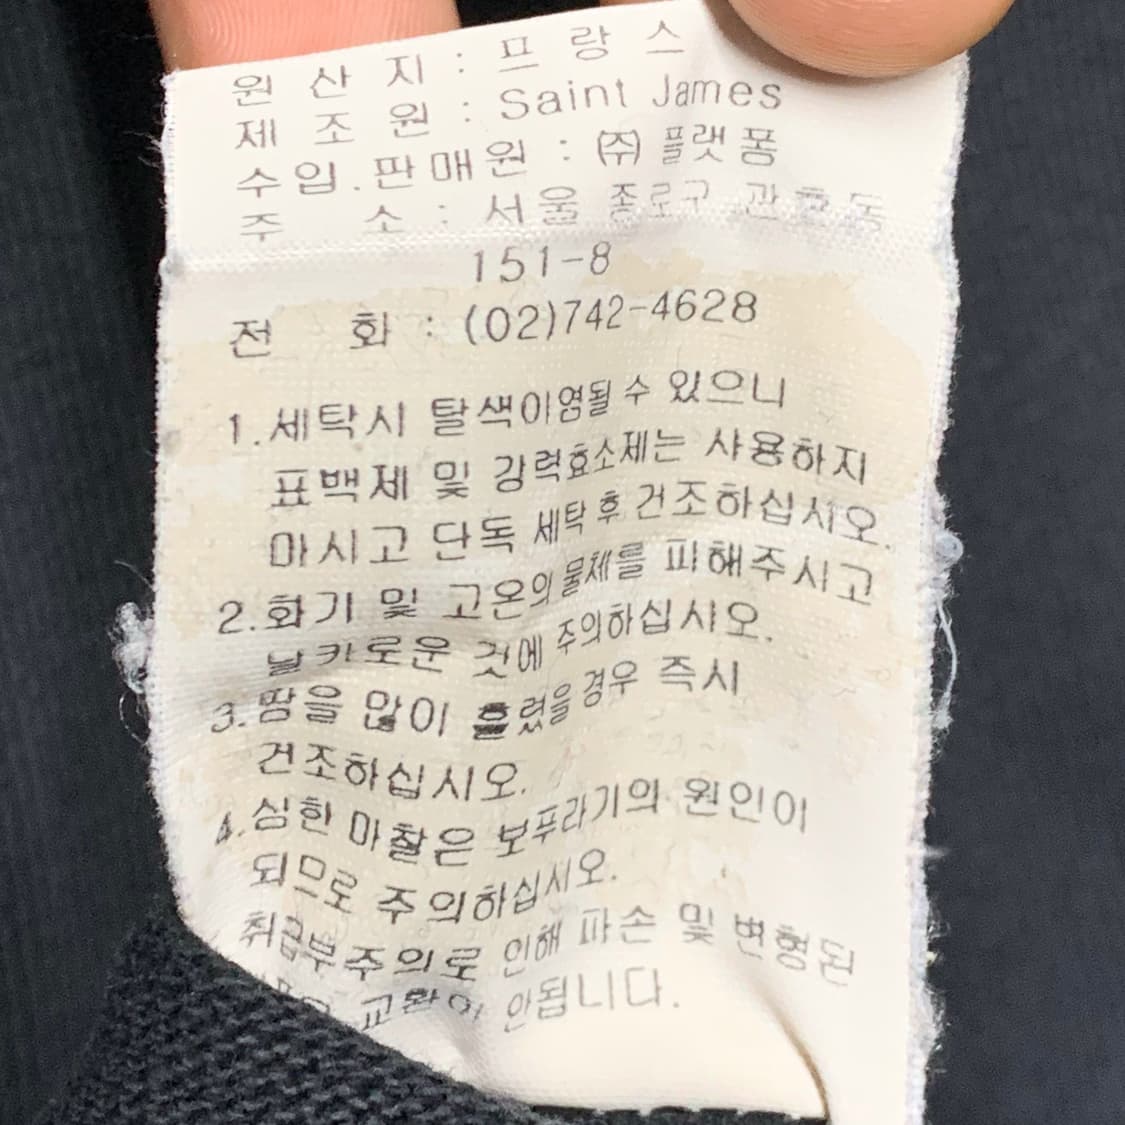 원 산 지 : 프 랑 스
제 조 원 : Saint James
수입.판매원 : ㈜ 플랫폼
주 소 : 서울 종로구 관훈동
151-8
전 화 : (02)742-4628
1.세탁시 탈색이염될 수 있으니
표백제 및 강력효소제는 사용하지
마시고 단독 세탁 후 건조하십시오.
2.화기 및 고온의 물체를 피해주시고
날카로운 것에 주의하십시오.
3.땀을 많이 흘렸을 경우 즉시
건조하십시오.
4.심한 마찰은 보푸라기의 원인이
되므로 주의하십시오.
취급부주의로 인해 파손 및 변형된
교환이 안됩니다.